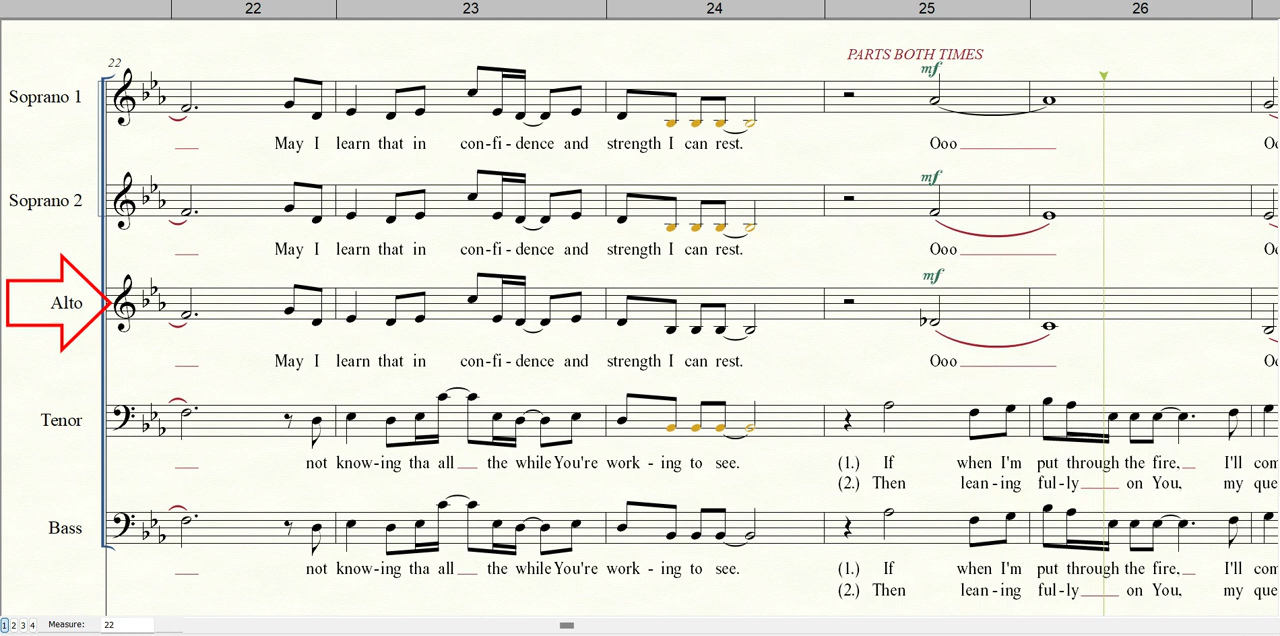 22 23 24 25 26
22
PARTS BOTH TIMES
mf
Soprano 1
May I learn that in con-fi-dence and strength I can rest. Ooo
mf
Soprano 2
May I learn that in con-fi-dence and strength I can rest. Ooo
mf
Alto
May I learn that in con-fi-dence and strength I can rest. Ooo
Tenor
not know-ing tha all the while You're work - ing to see. (1.) If when I'm put through the fire, I'll com
(2.) Then lean-ing ful-ly on You, my que
Bass
not know-ing tha all the while You're work - ing to see. (1.) If when I'm put through the fire, I'll com
(2.) Then lean-ing ful-ly on You, my que
1 2 3 4 Measure: 22